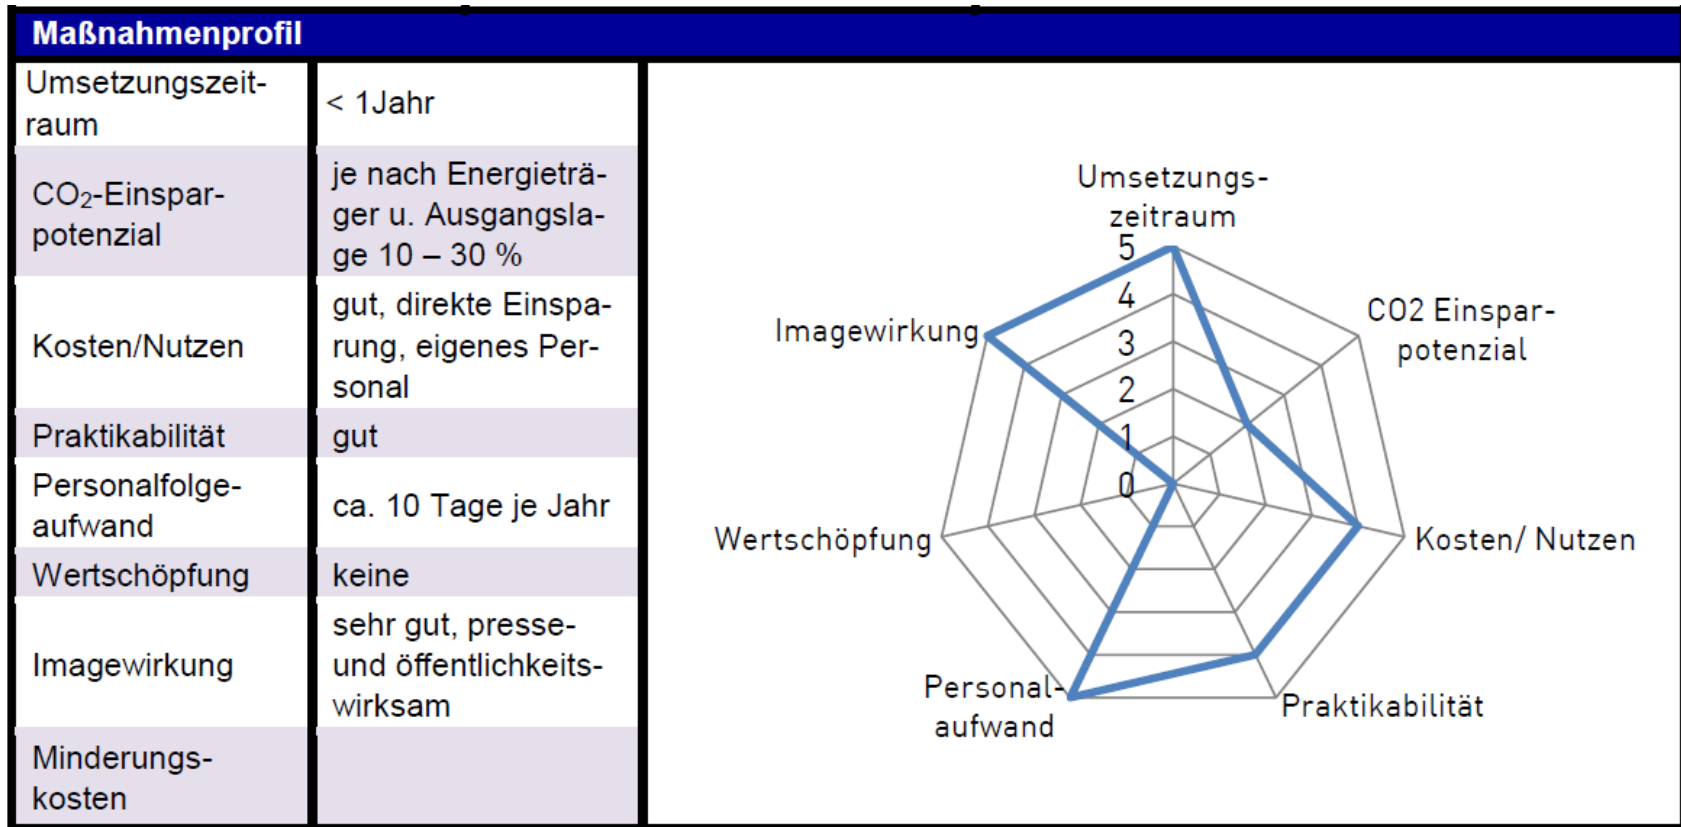 Maßnahmenprofil
Umsetzungszeit-
raum
< 1Jahr
CO₂-Einspar-
potenzial
je nach Energieträ-
ger u. Ausgangsla-
ge 10 – 30 %
Kosten/Nutzen
gut, direkte Einspa-
rung, eigenes Per-
sonal
Praktikabilität
gut
Personalfolge-
aufwand
ca. 10 Tage je Jahr
Wertschöpfung
keine
Imagewirkung
sehr gut, presse-
und öffentlichkeits-
wirksam
Minderungs-
kosten
Umsetzungs-
zeitraum
5
4
3
2
1
0
CO2 Einspar-
potenzial
Kosten/ Nutzen
Praktikabilität
Personal-
aufwand
Wertschöpfung
Imagewirkung